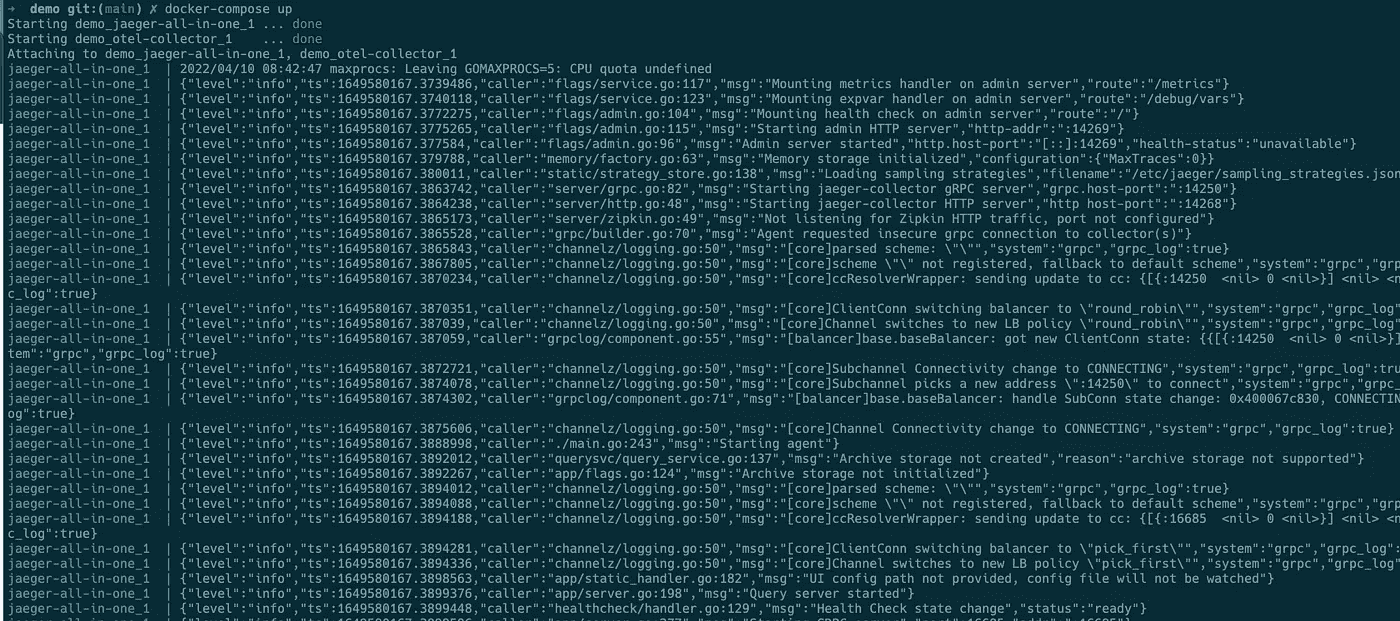 →  demo git:(main) ✗ docker-compose up
Starting demo_jaeger-all-in-one_1 ... done
Starting demo_otel-collector_1    ... done
Attaching to demo_jaeger-all-in-one_1, demo_otel-collector_1
jaeger-all-in-one_1  | 2022/04/10 08:42:47 maxprocs: Leaving GOMAXPROCS=5: CPU quota undefined
jaeger-all-in-one_1  | {"level":"info","ts":1649580167.3739486,"caller":"flags/service.go:117","msg":"Mounting metrics handler on admin server","route":"/metrics"}
jaeger-all-in-one_1  | {"level":"info","ts":1649580167.3740118,"caller":"flags/service.go:123","msg":"Mounting expvar handler on admin server","route":"/debug/vars"}
jaeger-all-in-one_1  | {"level":"info","ts":1649580167.3772275,"caller":"flags/admin.go:104","msg":"Mounting health check on admin server","route":"/"}
jaeger-all-in-one_1  | {"level":"info","ts":1649580167.3775265,"caller":"flags/admin.go:115","msg":"Starting admin HTTP server","http-addr":":14269"}
jaeger-all-in-one_1  | {"level":"info","ts":1649580167.377584,"caller":"flags/admin.go:96","msg":"Admin server started","http.host-port":"[::]:14269","health-status":"unavailable"}
jaeger-all-in-one_1  | {"level":"info","ts":1649580167.379788,"caller":"memory/factory.go:63","msg":"Memory storage initialized","configuration":{"MaxTraces":0}}
jaeger-all-in-one_1  | {"level":"info","ts":1649580167.380011,"caller":"static/strategy_store.go:138","msg":"Loading sampling strategies","filename":"/etc/jaeger/sampling_strategies.json
jaeger-all-in-one_1  | {"level":"info","ts":1649580167.3863742,"caller":"server/grpc.go:82","msg":"Starting jaeger-collector gRPC server","grpc.host-port":":14250"}
jaeger-all-in-one_1  | {"level":"info","ts":1649580167.3864238,"caller":"server/http.go:48","msg":"Starting jaeger-collector HTTP server","http host-port":":14268"}
jaeger-all-in-one_1  | {"level":"info","ts":1649580167.3865173,"caller":"server/zipkin.go:49","msg":"Not listening for Zipkin HTTP traffic, port not configured"}
jaeger-all-in-one_1  | {"level":"info","ts":1649580167.3865528,"caller":"grpc/builder.go:70","msg":"Agent requested insecure grpc connection to collector(s)"}
jaeger-all-in-one_1  | {"level":"info","ts":1649580167.3865843,"caller":"channelz/logging.go:50","msg":"[core]parsed scheme: \"\"","system":"grpc","grpc_log":true}
jaeger-all-in-one_1  | {"level":"info","ts":1649580167.3867805,"caller":"channelz/logging.go:50","msg":"[core]scheme \"\" not registered, fallback to default scheme","system":"grpc","grp
jaeger-all-in-one_1  | {"level":"info","ts":1649580167.3870234,"caller":"channelz/logging.go:50","msg":"[core]ccResolverWrapper: sending update to cc: {[{:14250  <nil> 0 <nil>}] <nil> <n
c_log":true}
jaeger-all-in-one_1  | {"level":"info","ts":1649580167.3870351,"caller":"channelz/logging.go:50","msg":"[core]ClientConn switching balancer to \"round_robin\"","system":"grpc","grpc_log"
jaeger-all-in-one_1  | {"level":"info","ts":1649580167.387039,"caller":"channelz/logging.go:50","msg":"[core]Channel switches to new LB policy \"round_robin\"","system":"grpc","grpc_log"
jaeger-all-in-one_1  | {"level":"info","ts":1649580167.387059,"caller":"grpclog/component.go:55","msg":"[balancer]base.baseBalancer: got new ClientConn state: {{[{:14250  <nil> 0 <nil>}]
tem":"grpc","grpc_log":true}
jaeger-all-in-one_1  | {"level":"info","ts":1649580167.3872721,"caller":"channelz/logging.go:50","msg":"[core]Subchannel Connectivity change to CONNECTING","system":"grpc","grpc_log":tru
jaeger-all-in-one_1  | {"level":"info","ts":1649580167.3874078,"caller":"channelz/logging.go:50","msg":"[core]Subchannel picks a new address \":14250\" to connect","system":"grpc","grpc_
jaeger-all-in-one_1  | {"level":"info","ts":1649580167.3874302,"caller":"grpclog/component.go:71","msg":"[balancer]base.baseBalancer: handle SubConn state change: 0x400067c830, CONNECTIN
og":true}
jaeger-all-in-one_1  | {"level":"info","ts":1649580167.3875606,"caller":"channelz/logging.go:50","msg":"[core]Channel Connectivity change to CONNECTING","system":"grpc","grpc_log":true}
jaeger-all-in-one_1  | {"level":"info","ts":1649580167.3888998,"caller":"./main.go:243","msg":"Starting agent"}
jaeger-all-in-one_1  | {"level":"info","ts":1649580167.3892012,"caller":"querysvc/query_service.go:137","msg":"Archive storage not created","reason":"archive storage not supported"}
jaeger-all-in-one_1  | {"level":"info","ts":1649580167.3892267,"caller":"app/flags.go:124","msg":"Archive storage not initialized"}
jaeger-all-in-one_1  | {"level":"info","ts":1649580167.3894012,"caller":"channelz/logging.go:50","msg":"[core]parsed scheme: \"\"","system":"grpc","grpc_log":true}
jaeger-all-in-one_1  | {"level":"info","ts":1649580167.3894088,"caller":"channelz/logging.go:50","msg":"[core]scheme \"\" not registered, fallback to default scheme","system":"grpc","grp
jaeger-all-in-one_1  | {"level":"info","ts":1649580167.3894188,"caller":"channelz/logging.go:50","msg":"[core]ccResolverWrapper: sending update to cc: {[{:16685  <nil> 0 <nil>}] <nil> <n
c_log":true}
jaeger-all-in-one_1  | {"level":"info","ts":1649580167.3894281,"caller":"channelz/logging.go:50","msg":"[core]ClientConn switching balancer to \"pick_first\"","system":"grpc","grpc_log":
jaeger-all-in-one_1  | {"level":"info","ts":1649580167.3894336,"caller":"channelz/logging.go:50","msg":"[core]Channel switches to new LB policy \"pick_first\"","system":"grpc","grpc_log":
jaeger-all-in-one_1  | {"level":"info","ts":1649580167.3898563,"caller":"app/static_handler.go:182","msg":"UI config path not provided, config file will not be watched"}
jaeger-all-in-one_1  | {"level":"info","ts":1649580167.3899376,"caller":"app/server.go:198","msg":"Query server started"}
jaeger-all-in-one_1  | {"level":"info","ts":1649580167.3899448,"caller":"healthcheck/handler.go:129","msg":"Health Check state change","status":"ready"}